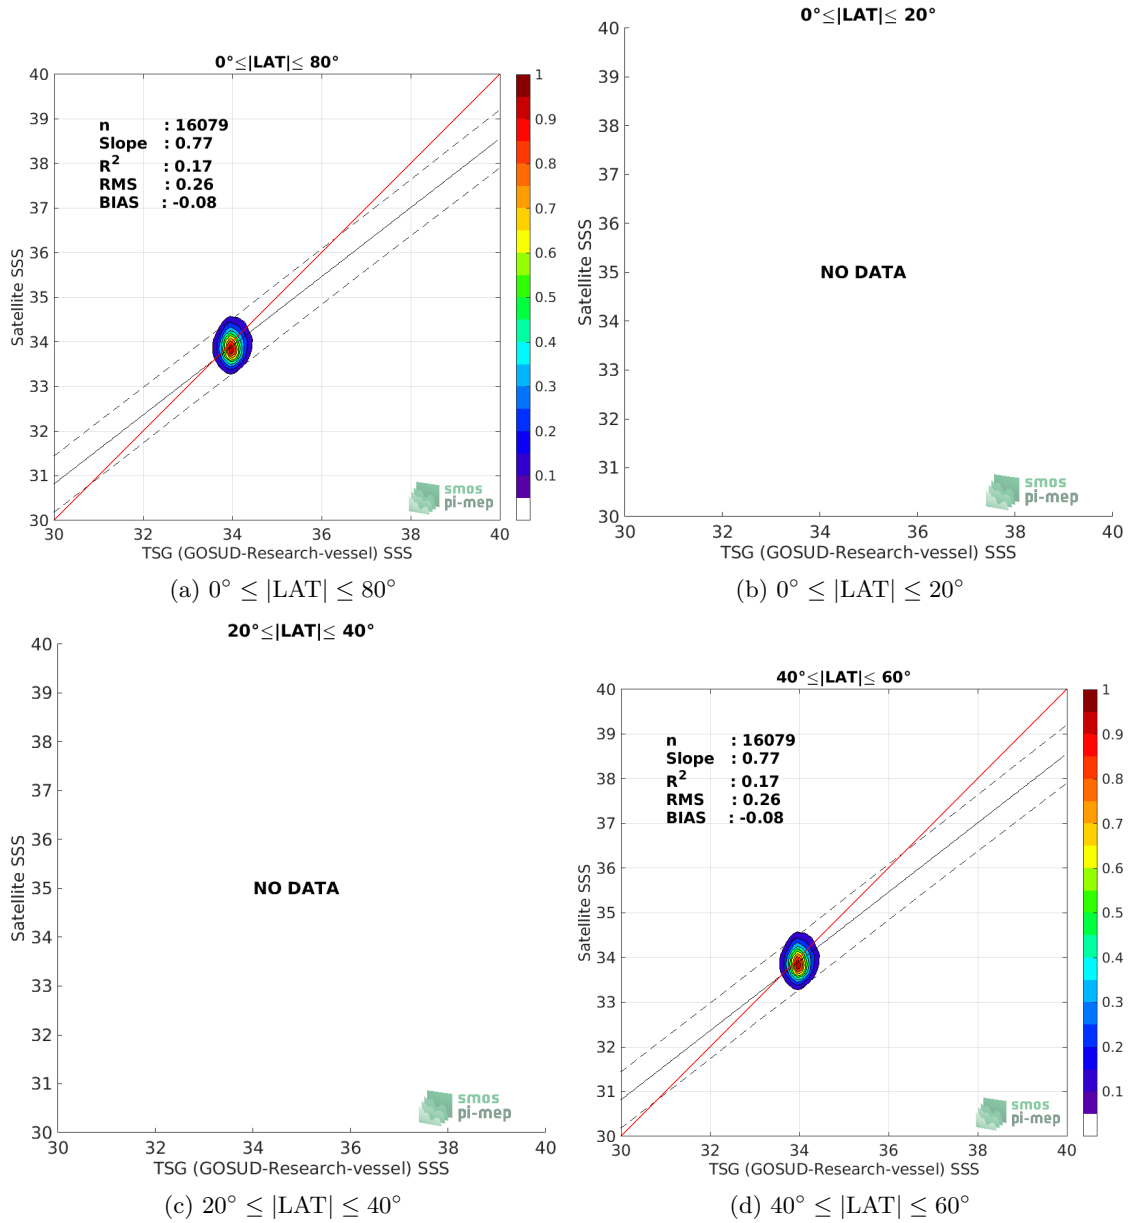 0°≤|LAT|≤ 80°
40
39
38
37
36
35
34
33
32
31
30
Satellite SSS
n : 16079
Slope : 0.77
R² : 0.17
RMS : 0.26
BIAS : -0.08
1
0.9
0.8
0.7
0.6
0.5
0.4
0.3
0.2
0.1
smos
pi-mep
30 32 34 36 38 40
TSG (GOSUD-Research-vessel) SSS
(a) 0° ≤ |LAT| ≤ 80°
0°≤|LAT|≤ 20°
40
39
38
37
36
35
34
33
32
31
30
Satellite SSS
NO DATA
smos
pi-mep
30 32 34 36 38 40
TSG (GOSUD-Research-vessel) SSS
(b) 0° ≤ |LAT| ≤ 20°
20°≤|LAT|≤ 40°
40
39
38
37
36
35
34
33
32
31
30
Satellite SSS
NO DATA
smos
pi-mep
30 32 34 36 38 40
TSG (GOSUD-Research-vessel) SSS
(c) 20° ≤ |LAT| ≤ 40°
40°≤|LAT|≤ 60°
40
39
38
37
36
35
34
33
32
31
30
Satellite SSS
n : 16079
Slope : 0.77
R² : 0.17
RMS : 0.26
BIAS : -0.08
1
0.9
0.8
0.7
0.6
0.5
0.4
0.3
0.2
0.1
smos
pi-mep
30 32 34 36 38 40
TSG (GOSUD-Research-vessel) SSS
(d) 40° ≤ |LAT| ≤ 60°